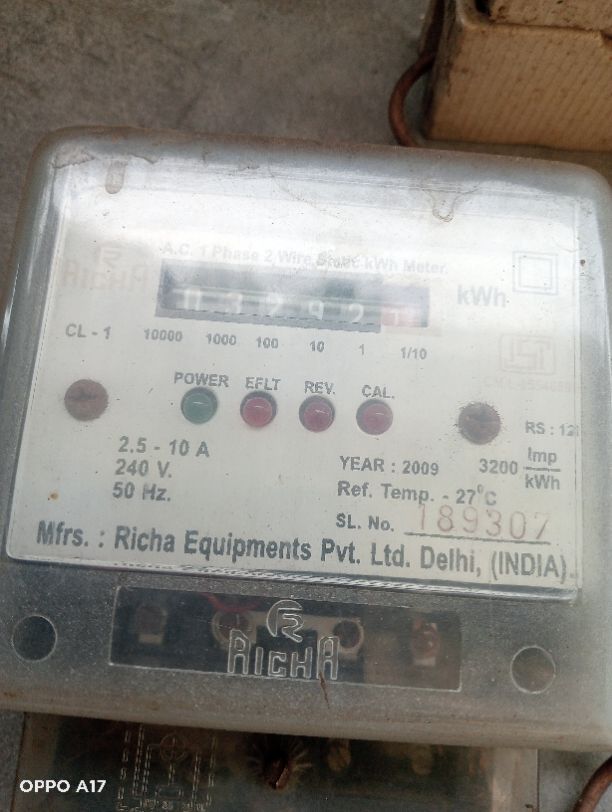 A.C. 1 Phase 2 Wire Static kWh Meter
RICHA
kWh
CL - 1
10000 1000 100 10 1 1/10
POWER EFLT REV. CAL.
2.5 - 10 A
240 V.
50 Hz.
YEAR : 2009
3200 Imp/kWh
Ref. Temp. - 27°C
SL. No. 189307
Mfrs. : Richa Equipments Pvt. Ltd. Delhi, (INDIA)
RICHA
OPPO A17